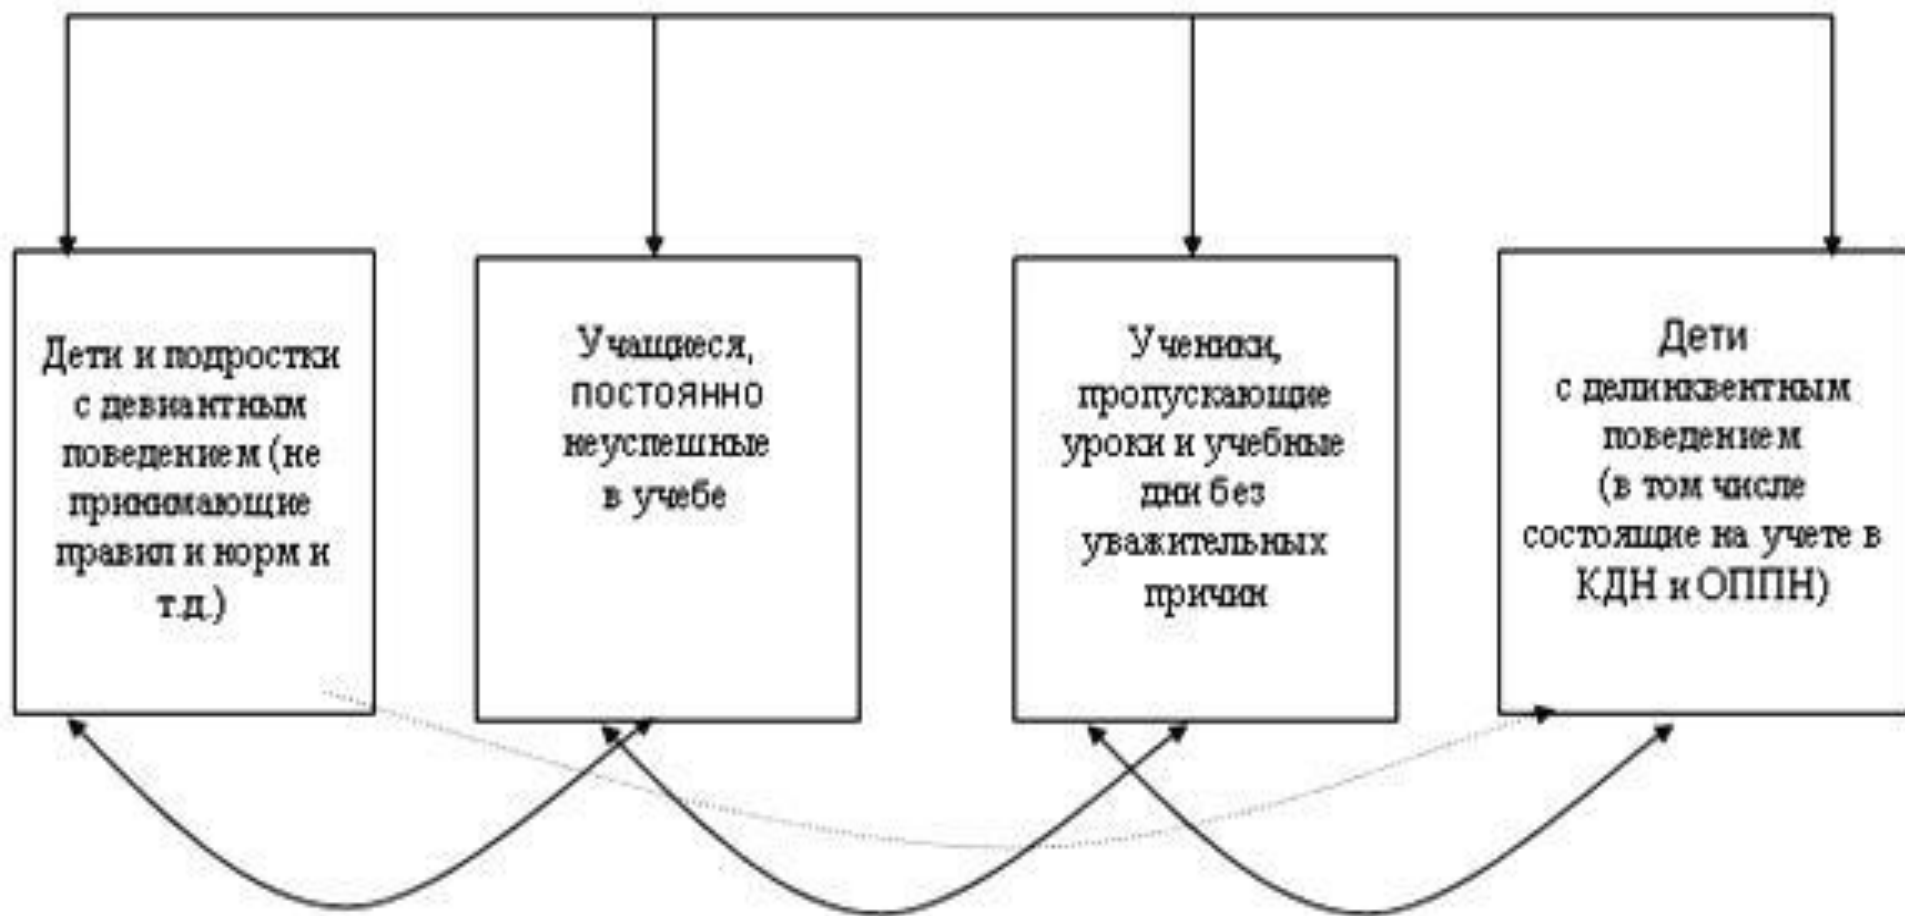 Дети и подростки
с девиантным
поведением (не
принимающие
правил и норм и
т.д.)
Учащиеся,
постоянно
неуспешные
в учебе
Ученики,
пропускающие
уроки и учебные
дни без
уважительных
причин
Дети
с делинквентным
поведением
(в том числе
состоящие на учете в
КДН и ОППН)